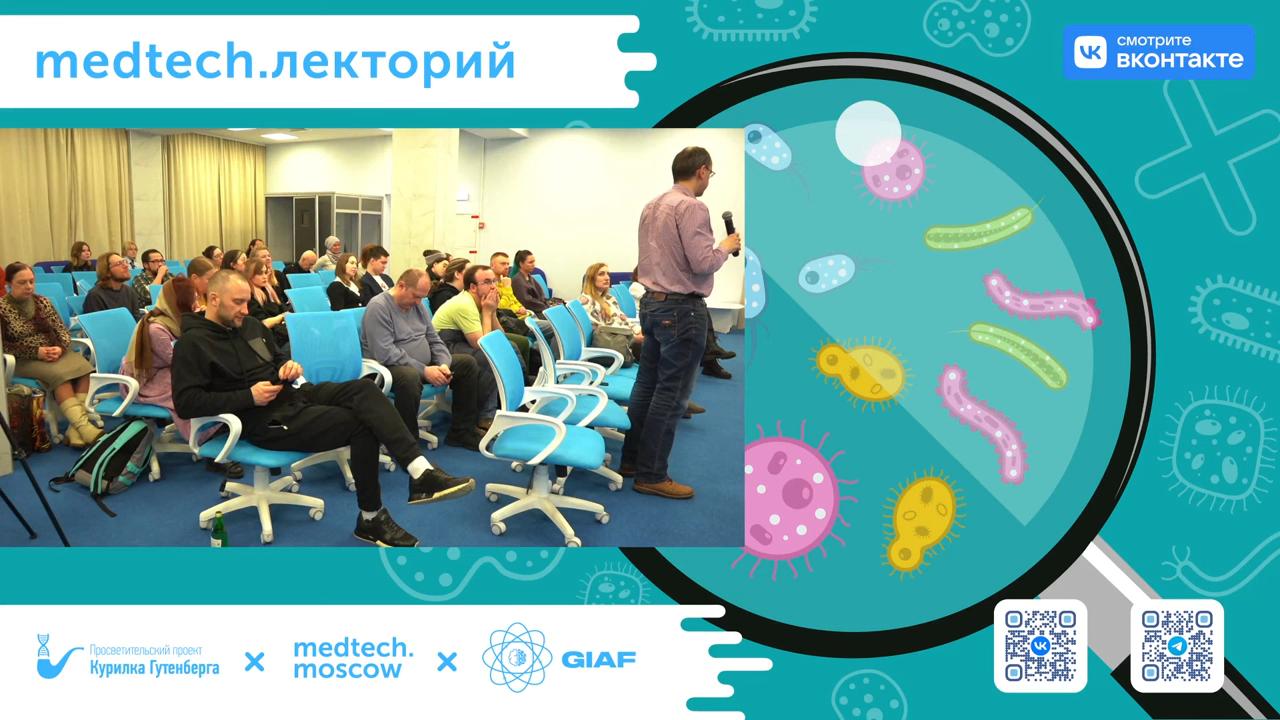 medtech.лекторий
смотрите
вконтакте
Просветительский проект
Курилка Гутенберга
medtech.
moscow
GIAF